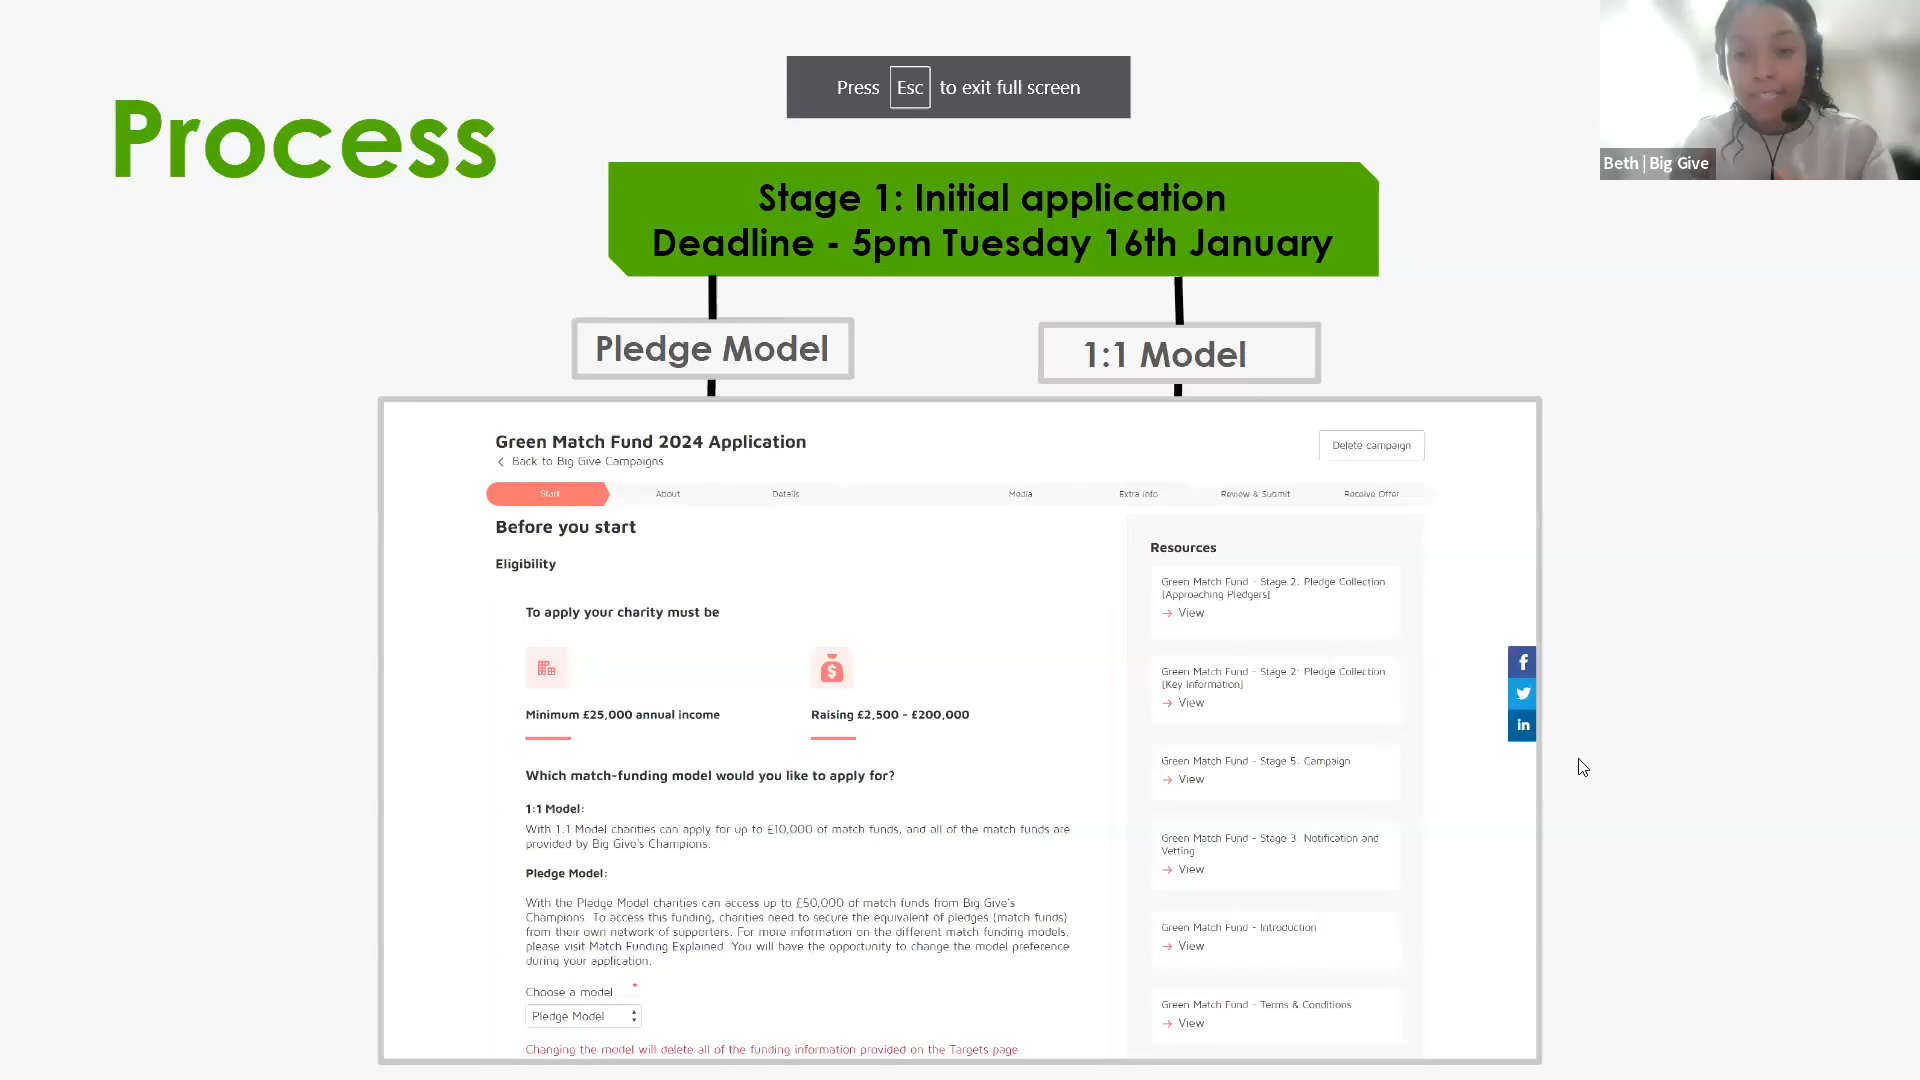 Process
Press Esc to exit full screen
Beth | Big Give
Stage 1: Initial application
Deadline - 5pm Tuesday 16th January
Pledge Model
1:1 Model
Green Match Fund 2024 Application
Back to Big Give Campaigns
Delete campaign
Start
About
Details
Media
Extra info
Review & Submit
Receive Offer
Before you start
Eligibility
To apply your charity must be
Minimum £25,000 annual income
Raising £2,500 - £200,000
Which match-funding model would you like to apply for?
1:1 Model:
With 1:1 Model charities can apply for up to £10,000 of match funds, and all of the match funds are
provided by Big Give's Champions.
Pledge Model:
With the Pledge Model charities can access up to £50,000 of match funds from Big Give's
Champions. To access this funding, charities need to secure the equivalent of pledges (match funds)
from their own network of supporters. For more information on the different match funding models,
please visit Match Funding Explained. You will have the opportunity to change the model preference
during your application.
Choose a model *
Pledge Model
Changing the model will delete all of the funding information provided on the Targets page
Resources
Green Match Fund - Stage 2: Pledge Collection
[Approaching Pledgers]
View
Green Match Fund - Stage 2: Pledge Collection
[Key Information]
View
Green Match Fund - Stage 5: Campaign
View
Green Match Fund - Stage 3: Notification and
Vetting
View
Green Match Fund - Introduction
View
Green Match Fund - Terms & Conditions
View
f
in